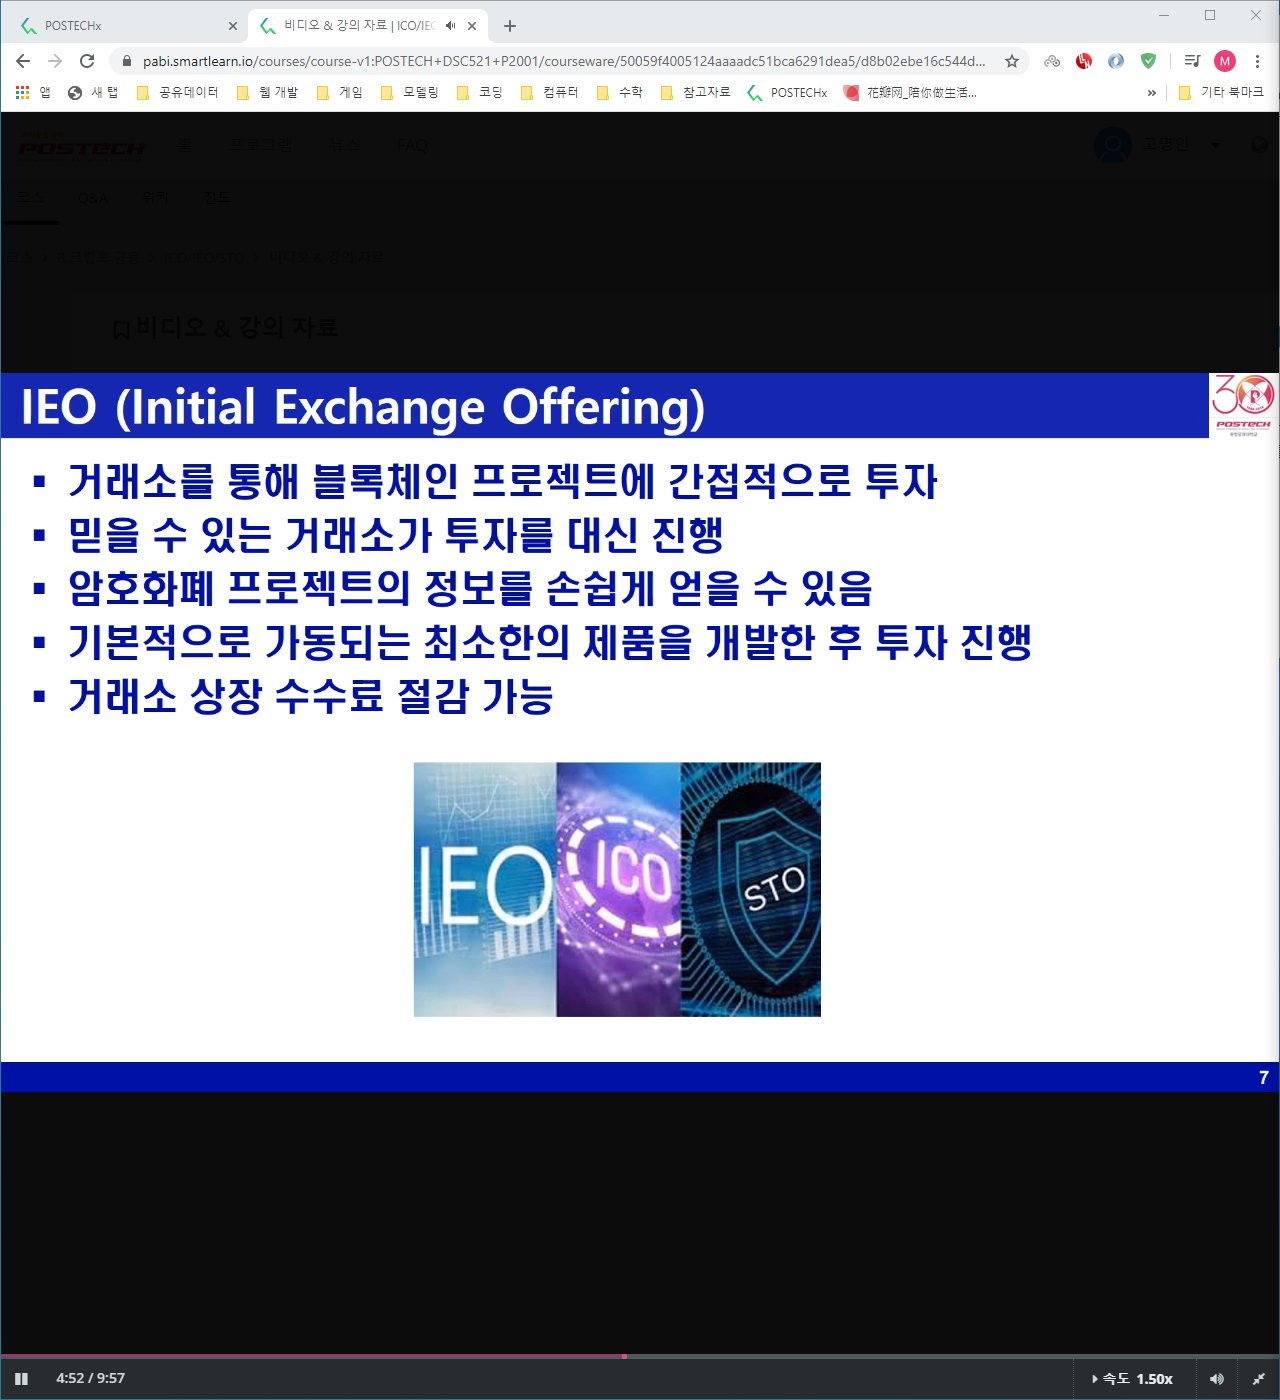 POSTECHx
비디오 & 강의 자료 | ICO/IEO
pabi.smartlearn.io/courses/course-v1:POSTECH+DSC521+P2001/courseware/50059f4005124aaaadc51bca6291dea5/d8b02ebe16c544d...
M
앱 새 탭 공유데이터 웹 개발 게임 모델링 코딩 컴퓨터 수학 참고자료 POSTECHx 花瓣网_陪你做生活... » 기타 북마크
POSTECH 홈 프로그램 뉴스 FAQ 고영인
코스 Q&A 위키 진도
비디오 & 강의 자료
비디오 & 강의 자료
IEO (Initial Exchange Offering)
30 POSTECH
▪ 거래소를 통해 블록체인 프로젝트에 간접적으로 투자
▪ 믿을 수 있는 거래소가 투자를 대신 진행
▪ 암호화폐 프로젝트의 정보를 손쉽게 얻을 수 있음
▪ 기본적으로 가동되는 최소한의 제품을 개발한 후 투자 진행
▪ 거래소 상장 수수료 절감 가능
IEO ICO STO
7
4:52 / 9:57 속도 1.50x